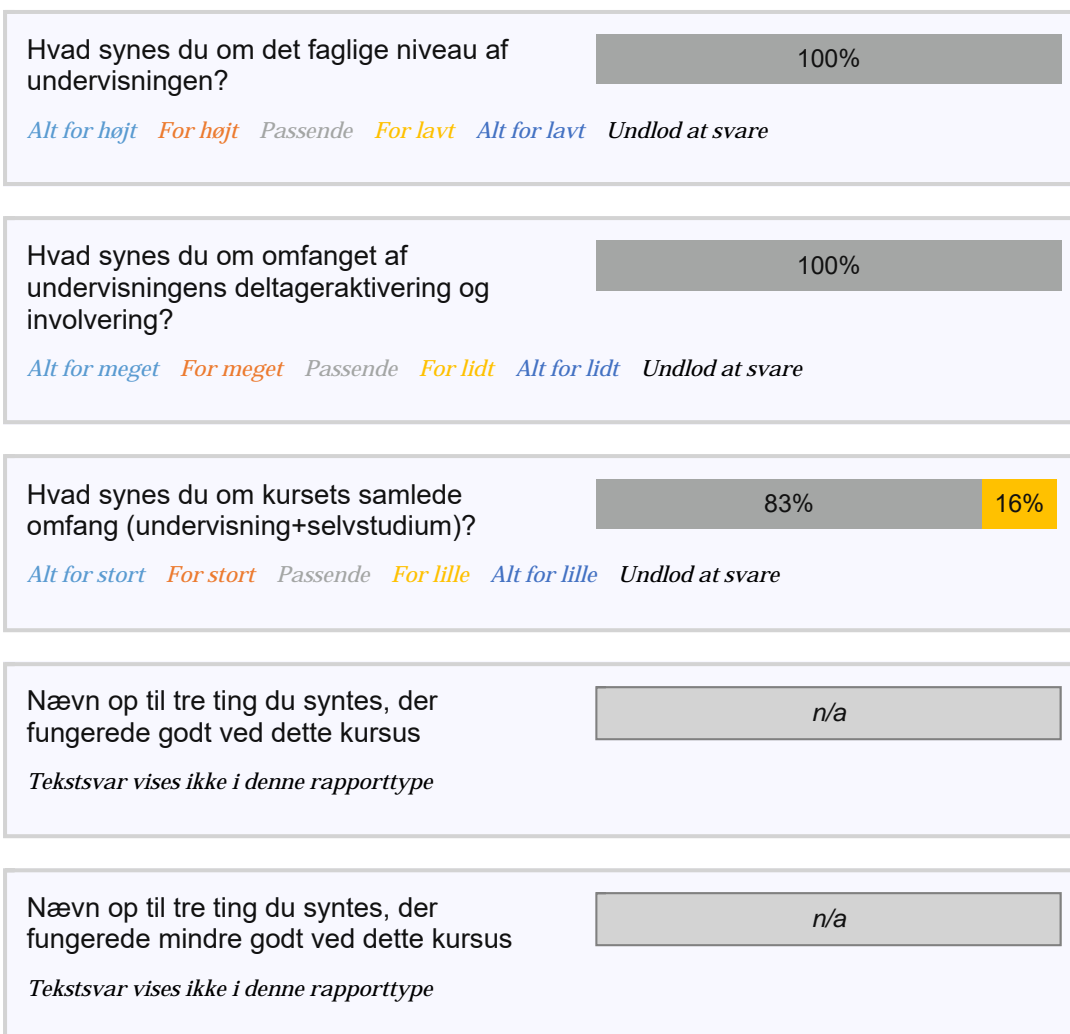 Hvad synes du om det faglige niveau af
undervisningen?
100%
Alt for højt For højt Passende For lavt Alt for lavt Undlod at svare
Hvad synes du om omfanget af
undervisningens deltageraktivering og
involvering?
100%
Alt for meget For meget Passende For lidt Alt for lidt Undlod at svare
Hvad synes du om kursets samlede
omfang (undervisning+selvstudium)?
83% 16%
Alt for stort For stort Passende For lille Alt for lille Undlod at svare
Nævn op til tre ting du syntes, der
fungerede godt ved dette kursus
n/a
Tekstsvar vises ikke i denne rapporttype
Nævn op til tre ting du syntes, der
fungerede mindre godt ved dette kursus
n/a
Tekstsvar vises ikke i denne rapporttype